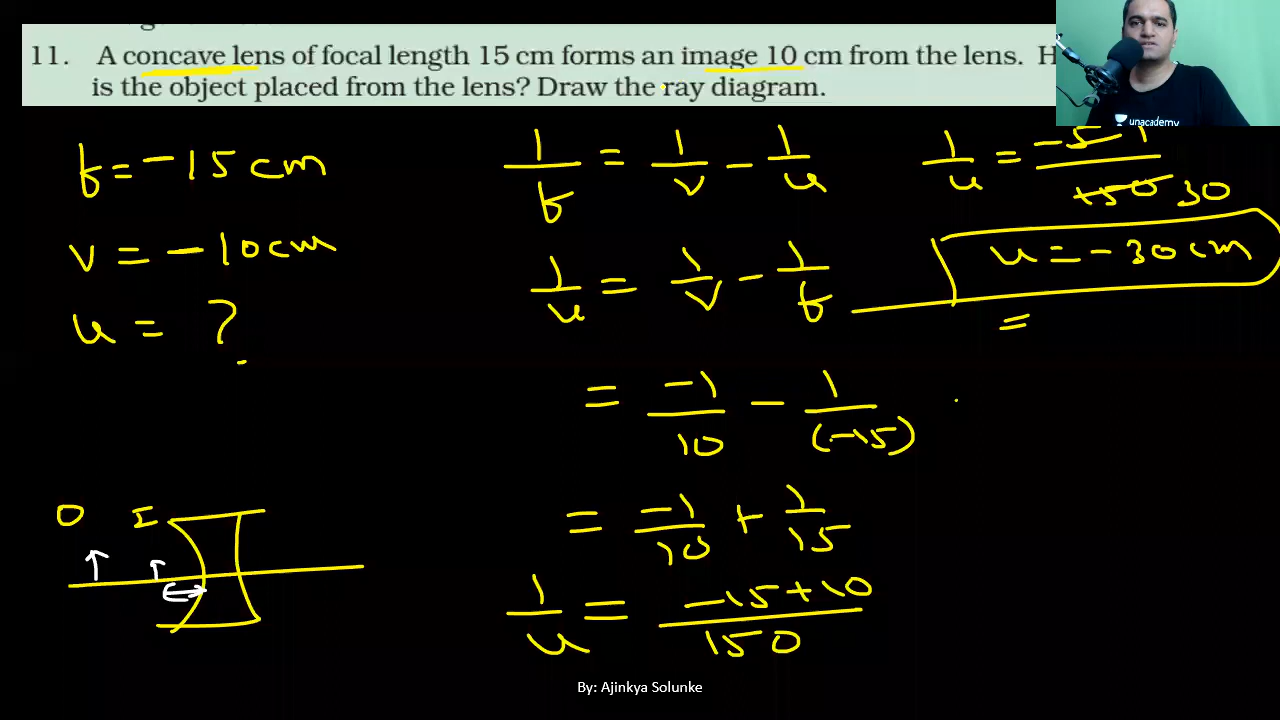 11. A concave lens of focal length 15 cm forms an image 10 cm from the lens. H
is the object placed from the lens? Draw the ray diagram.
unacademy
f = -15 cm
v = -10 cm
u = ?
1/f = 1/v - 1/u
1/u = 1/v - 1/f
= -1/10 - 1/(-15)
= -1/10 + 1/15
1/u = -15+10/150
1/u = -5 1/150 30
u = -30 cm
=
O I
By: Ajinkya Solunke